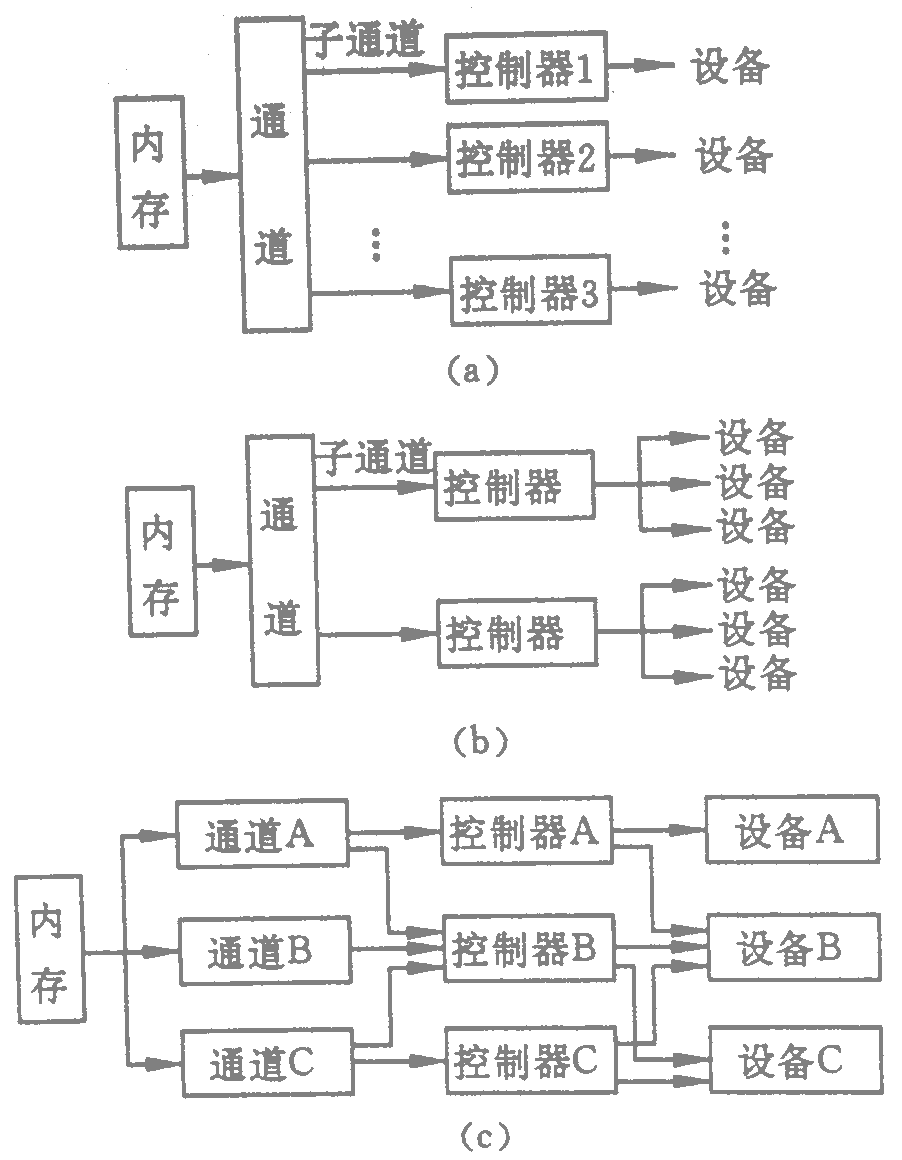 子通道
控制器1
设备
内存
通道
控制器2
设备
控制器3
设备
(a)
子通道
设备
控制器
设备
设备
内存
通道
设备
控制器
设备
设备
(b)
通道A
控制器A
设备A
内存
通道B
控制器B
设备B
通道C
控制器C
设备C
(c)